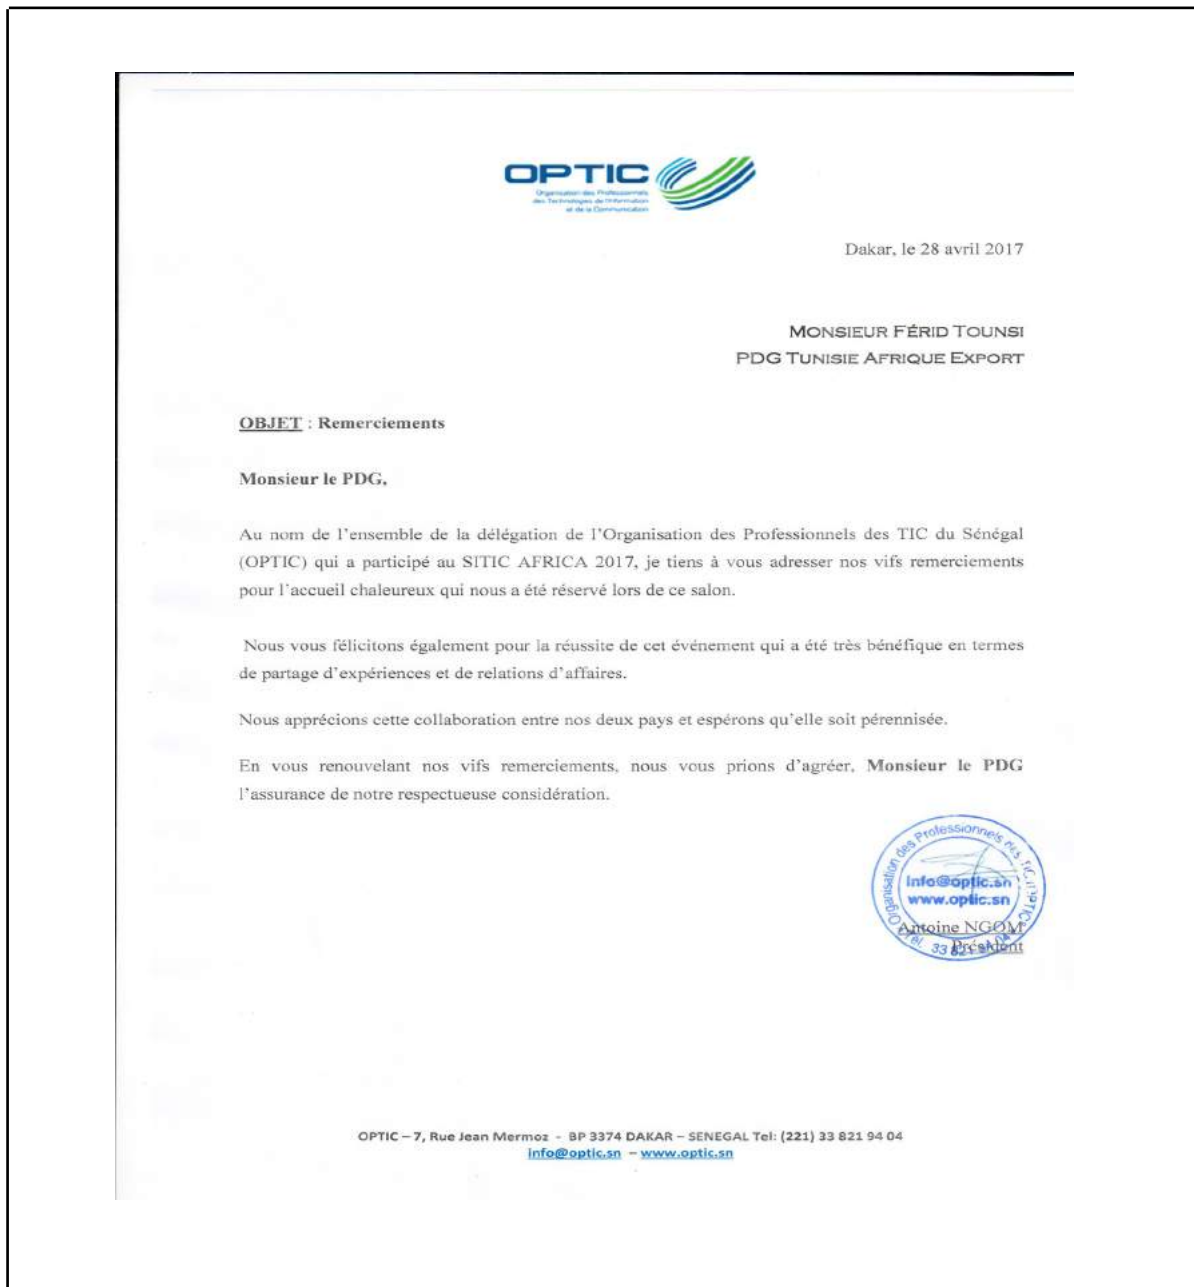 OPTIC
Organisation des Professionnels
des Technologies de l'Information
et de la Communication
Dakar, le 28 avril 2017
MONSIEUR FÉRID TOUNSI
PDG TUNISIE AFRIQUE EXPORT
OBJET : Remerciements
Monsieur le PDG,
Au nom de l'ensemble de la délégation de l'Organisation des Professionnels des TIC du Sénégal
(OPTIC) qui a participé au SITIC AFRICA 2017, je tiens à vous adresser nos vifs remerciements
pour l'accueil chaleureux qui nous a été réservé lors de ce salon.
Nous vous félicitons également pour la réussite de cet événement qui a été très bénéfique en termes
de partage d'expériences et de relations d'affaires.
Nous apprécions cette collaboration entre nos deux pays et espérons qu'elle soit pérennisée.
En vous renouvelant nos vifs remerciements, nous vous prions d'agréer, Monsieur le PDG
l'assurance de notre respectueuse considération.
Organisation des Professionnels des TIC (OPTIC)
info@optic.sn
www.optic.sn
Tél. 33 821 94 04
Antoine NGOM
Président
OPTIC – 7, Rue Jean Mermoz - BP 3374 DAKAR – SENEGAL Tel: (221) 33 821 94 04
info@optic.sn – www.optic.sn